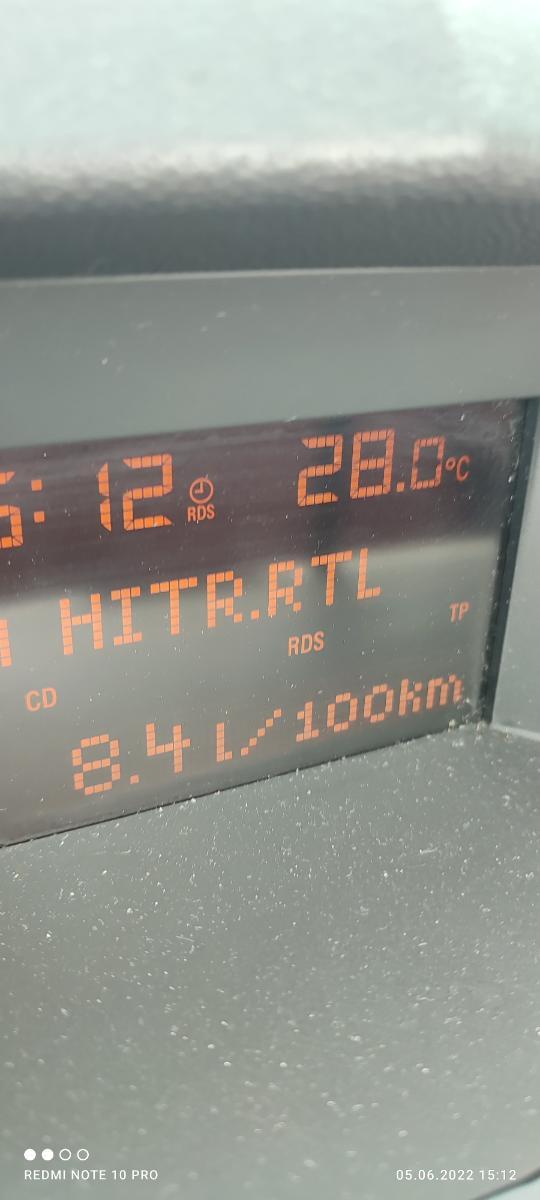 5:12 RDS 28.0°C
HITR.RTL
TP
RDS
CD
8.4 l/100km
REDMI NOTE 10 PRO
05.06.2022 15:12